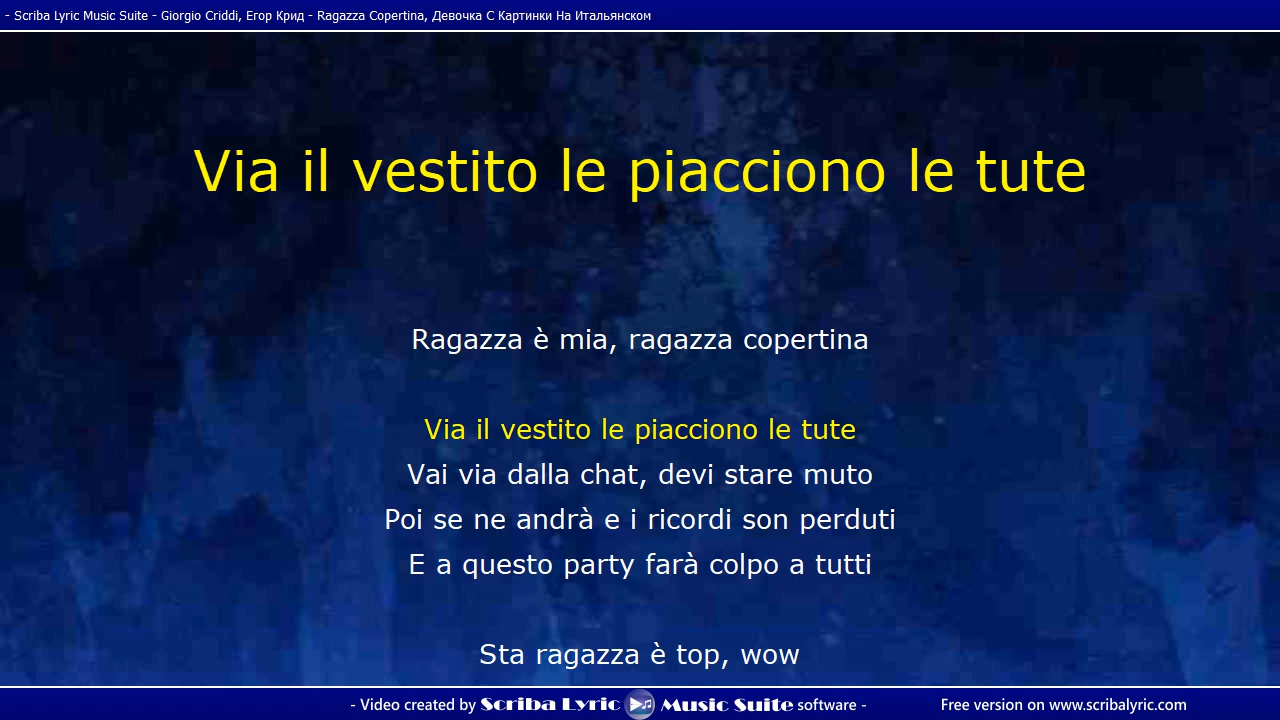 - Scriba Lyric Music Suite - Giorgio Criddi, Егор Крид - Ragazza Copertina, Девочка С Картинки На Итальянском
Via il vestito le piacciono le tute
Ragazza è mia, ragazza copertina
Via il vestito le piacciono le tute
Vai via dalla chat, devi stare muto
Poi se ne andrà e i ricordi son perduti
E a questo party farà colpo a tutti
Sta ragazza è top, wow
- Video created by Scriba Lyric Music Suite software - Free version on www.scribalyric.com